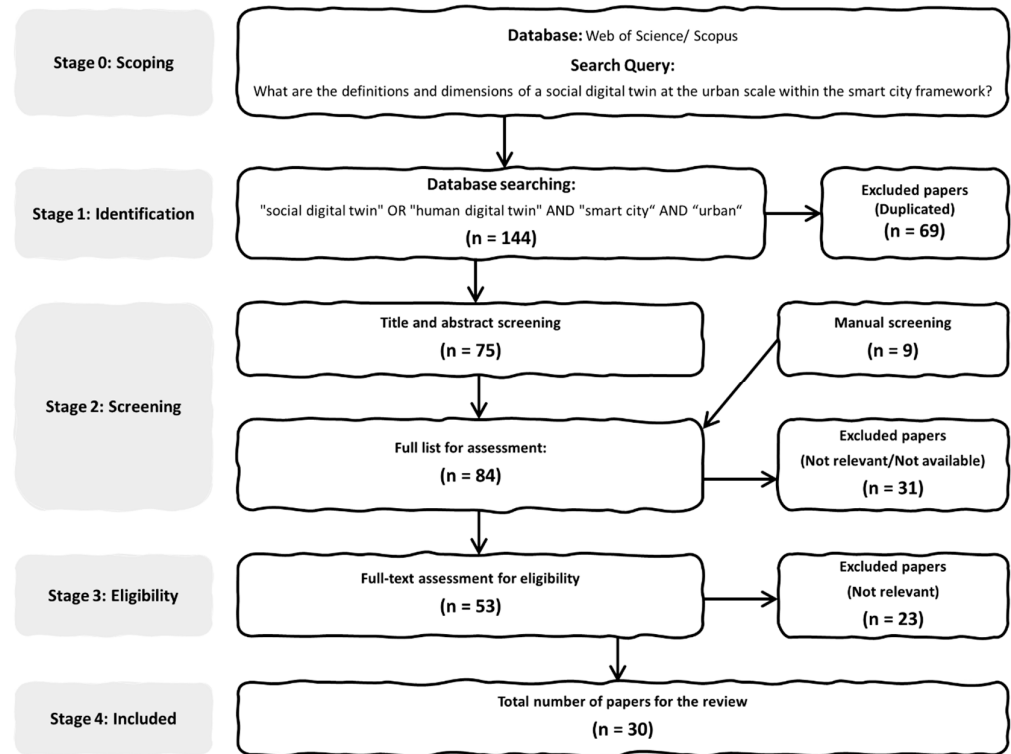 Stage 0: Scoping
Database: Web of Science/ Scopus
Search Query:
What are the definitions and dimensions of a social digital twin at the urban scale within the smart city framework?
Stage 1: Identification
Database searching:
"social digital twin" OR "human digital twin" AND "smart city“ AND “urban“
(n = 144)
Excluded papers
(Duplicated)
(n = 69)
Stage 2: Screening
Title and abstract screening
(n = 75)
Manual screening
(n = 9)
Full list for assessment:
(n = 84)
Excluded papers
(Not relevant/Not available)
(n = 31)
Stage 3: Eligibility
Full-text assessment for eligibility
(n = 53)
Excluded papers
(Not relevant)
(n = 23)
Stage 4: Included
Total number of papers for the review
(n = 30)